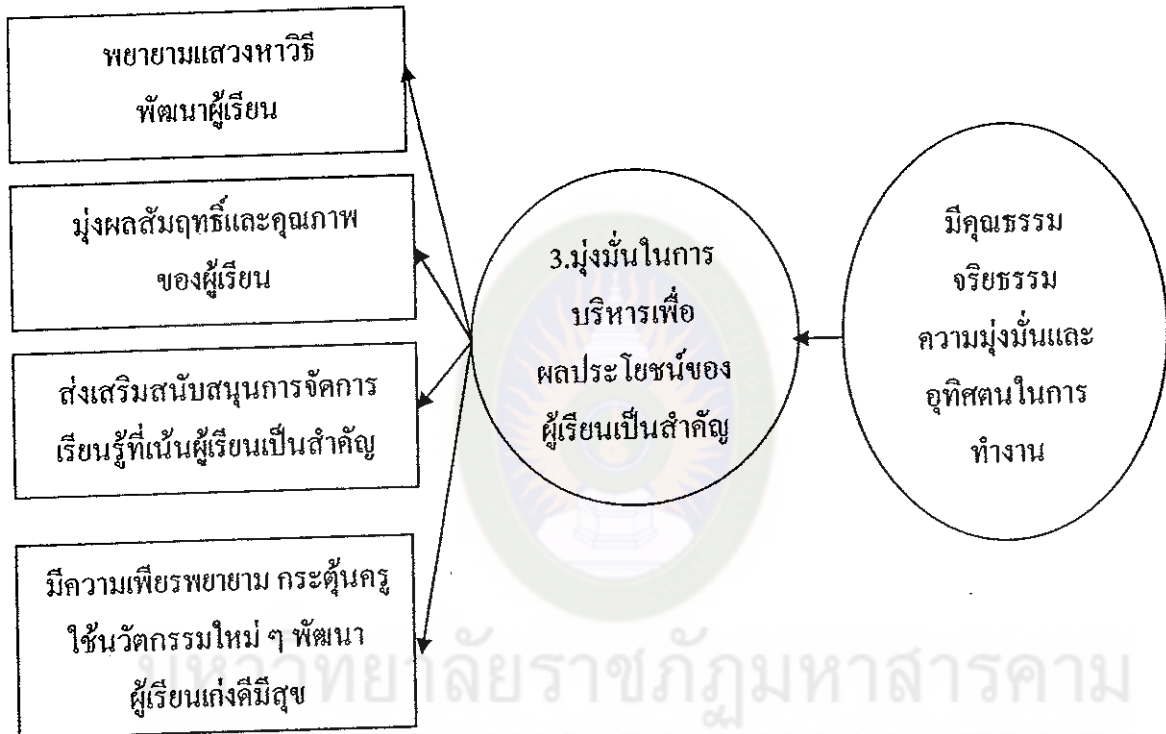 พยายามแสวงหาวิธี
พัฒนาผู้เรียน
มุ่งผลสัมฤทธิ์และคุณภาพ
ของผู้เรียน
ส่งเสริมสนับสนุนการจัดการ
เรียนรู้ที่เน้นผู้เรียนเป็นสำคัญ
มีความเพียรพยายาม กระตุ้นครู
ใช้นวัตกรรมใหม่ ๆ พัฒนา
ผู้เรียนเก่งดีมีสุข
3.มุ่งมั่นในการ
บริหารเพื่อ
ผลประโยชน์ของ
ผู้เรียนเป็นสำคัญ
มีคุณธรรม
จริยธรรม
ความมุ่งมั่นและ
อุทิศตนในการ
ทำงาน
มหาวิทยาลัยราชภัฏมหาสารคาม